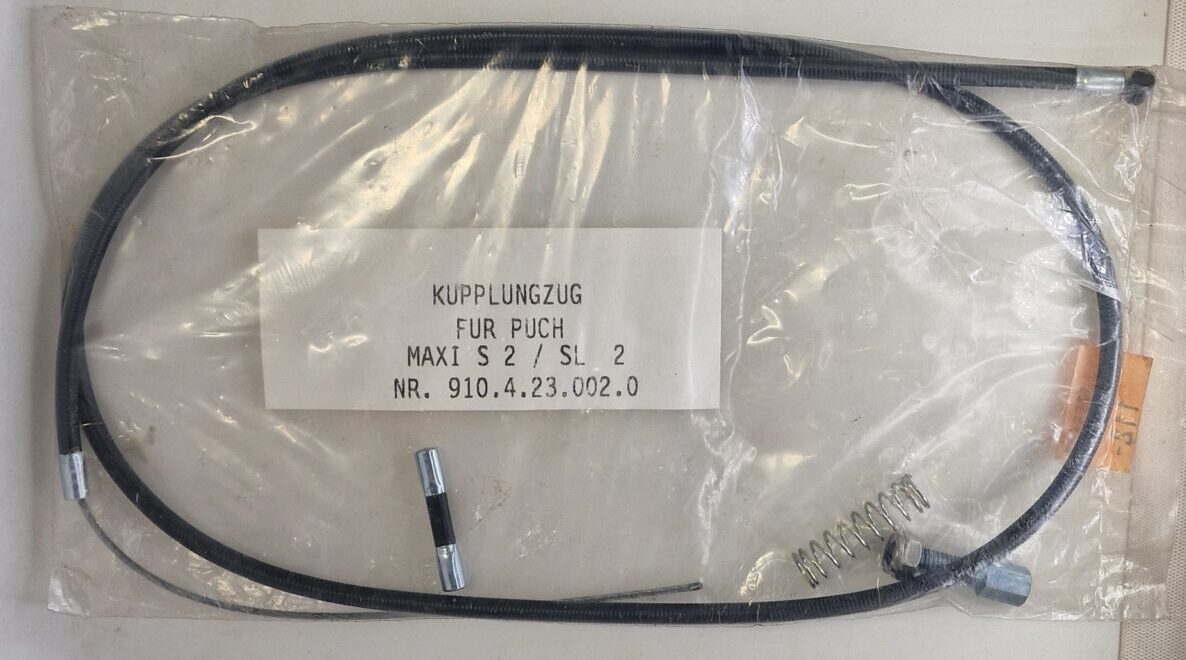 KUPPLUNGZUG
FUR PUCH
MAXI S 2 / SL 2
NR. 910.4.23.002.0